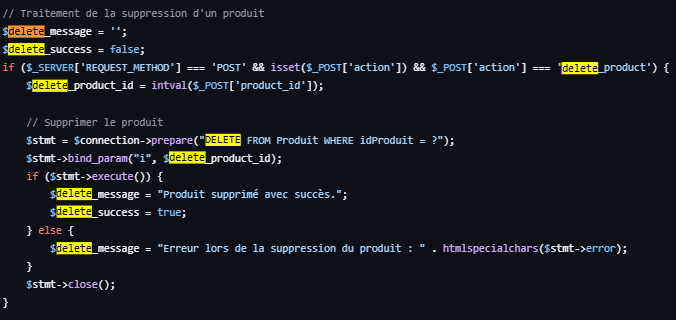 // Traitement de la suppression d'un produit
$delete_message = '';
$delete_success = false;
if ($_SERVER['REQUEST_METHOD'] === 'POST' && isset($_POST['action']) && $_POST['action'] === 'delete_product') {
    $delete_product_id = intval($_POST['product_id']);

    // Supprimer le produit
    $stmt = $connection->prepare("DELETE FROM Produit WHERE idProduit = ?");
    $stmt->bind_param("i", $delete_product_id);
    if ($stmt->execute()) {
        $delete_message = "Produit supprimé avec succès.";
        $delete_success = true;
    } else {
        $delete_message = "Erreur lors de la suppression du produit : " . htmlspecialchars($stmt->error);
    }
    $stmt->close();
}